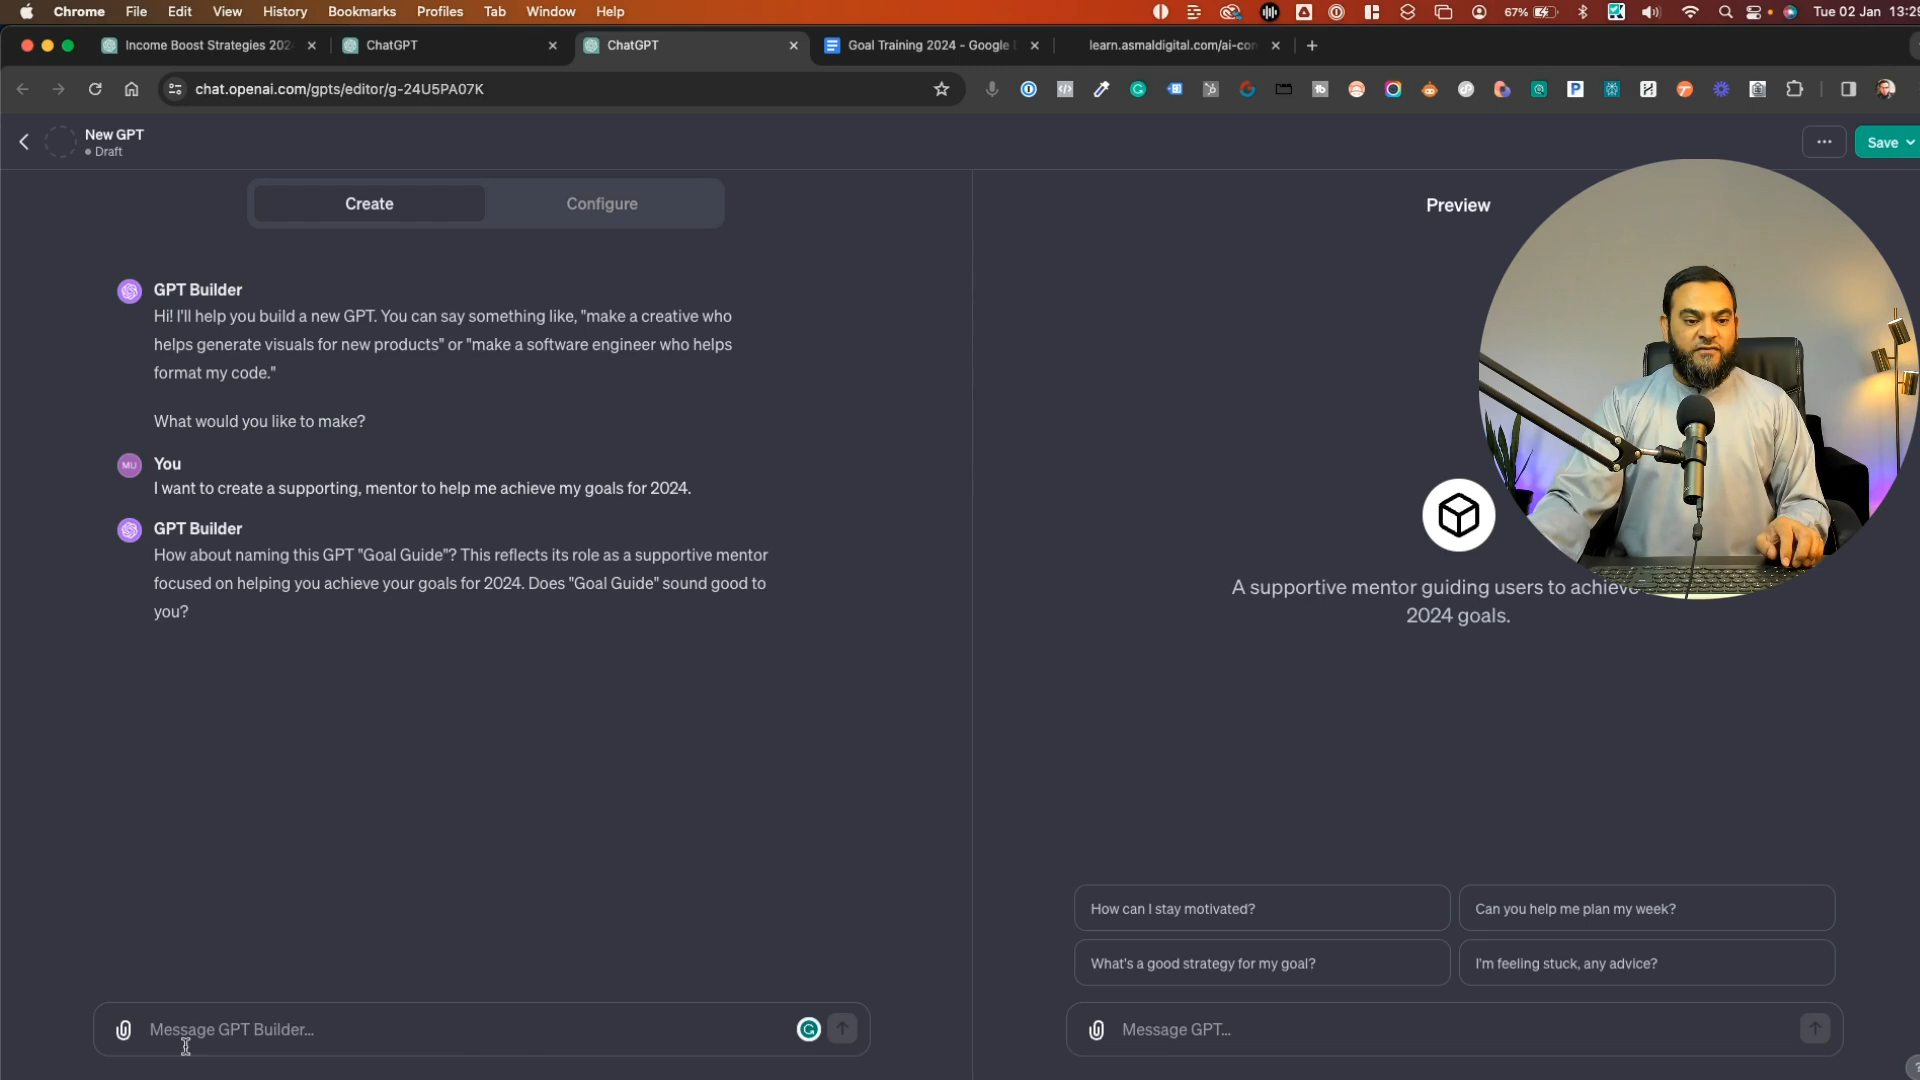 Chrome File Edit View History Bookmarks Profiles Tab Window Help 67% Tue 02 Jan 13:2
Income Boost Strategies 202 ChatGPT ChatGPT Goal Training 2024 - Google learn.asmaldigital.com/ai-con
chat.openai.com/gpts/editor/g-24U5PA07K
New GPT
Draft
Save
Create Configure
Preview
GPT Builder
Hi! I'll help you build a new GPT. You can say something like, "make a creative who
helps generate visuals for new products" or "make a software engineer who helps
format my code."
What would you like to make?
MU You
I want to create a supporting, mentor to help me achieve my goals for 2024.
GPT Builder
How about naming this GPT "Goal Guide"? This reflects its role as a supportive mentor
focused on helping you achieve your goals for 2024. Does "Goal Guide" sound good to
you?
A supportive mentor guiding users to achieve
2024 goals.
How can I stay motivated? Can you help me plan my week?
What's a good strategy for my goal? I'm feeling stuck, any advice?
Message GPT Builder... Message GPT...